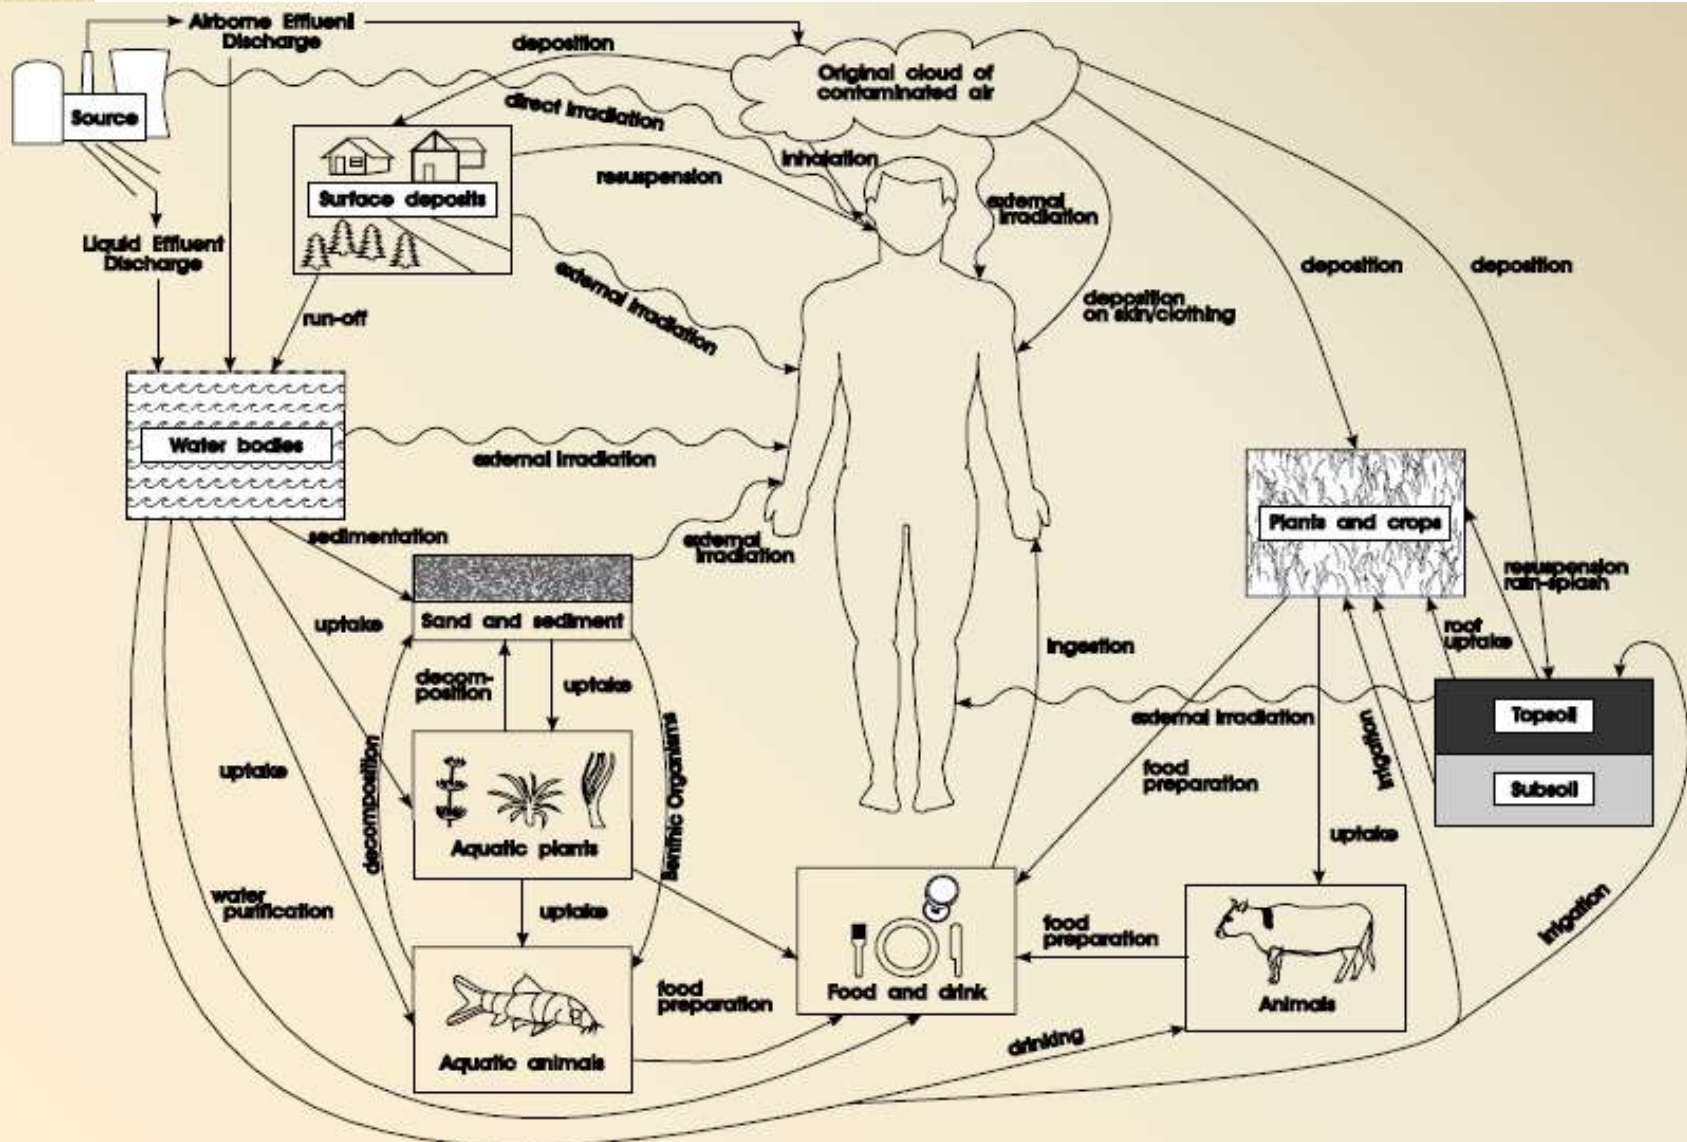 Airborne Effluent
Discharge
deposition
Original cloud of
contaminated air
Source
direct irradiation
inhalation
resuspension
Surface deposits
external
irradiation
Liquid Effluent
Discharge
external irradiation
deposition
deposition
deposition
on skin/clothing
run-off
Water bodies
external irradiation
Plants and crops
sedimentation
external
irradiation
resuspension
rain-splash
Sand and sediment
uptake
root
uptake
ingestion
decom-
position
uptake
external irradiation
Topsoil
irrigation
decomposition
Benthic Organisms
uptake
food
preparation
Subsoil
Aquatic plants
uptake
water
purification
uptake
irrigation
food
preparation
food
preparation
Food and drink
Animals
drinking
Aquatic animals